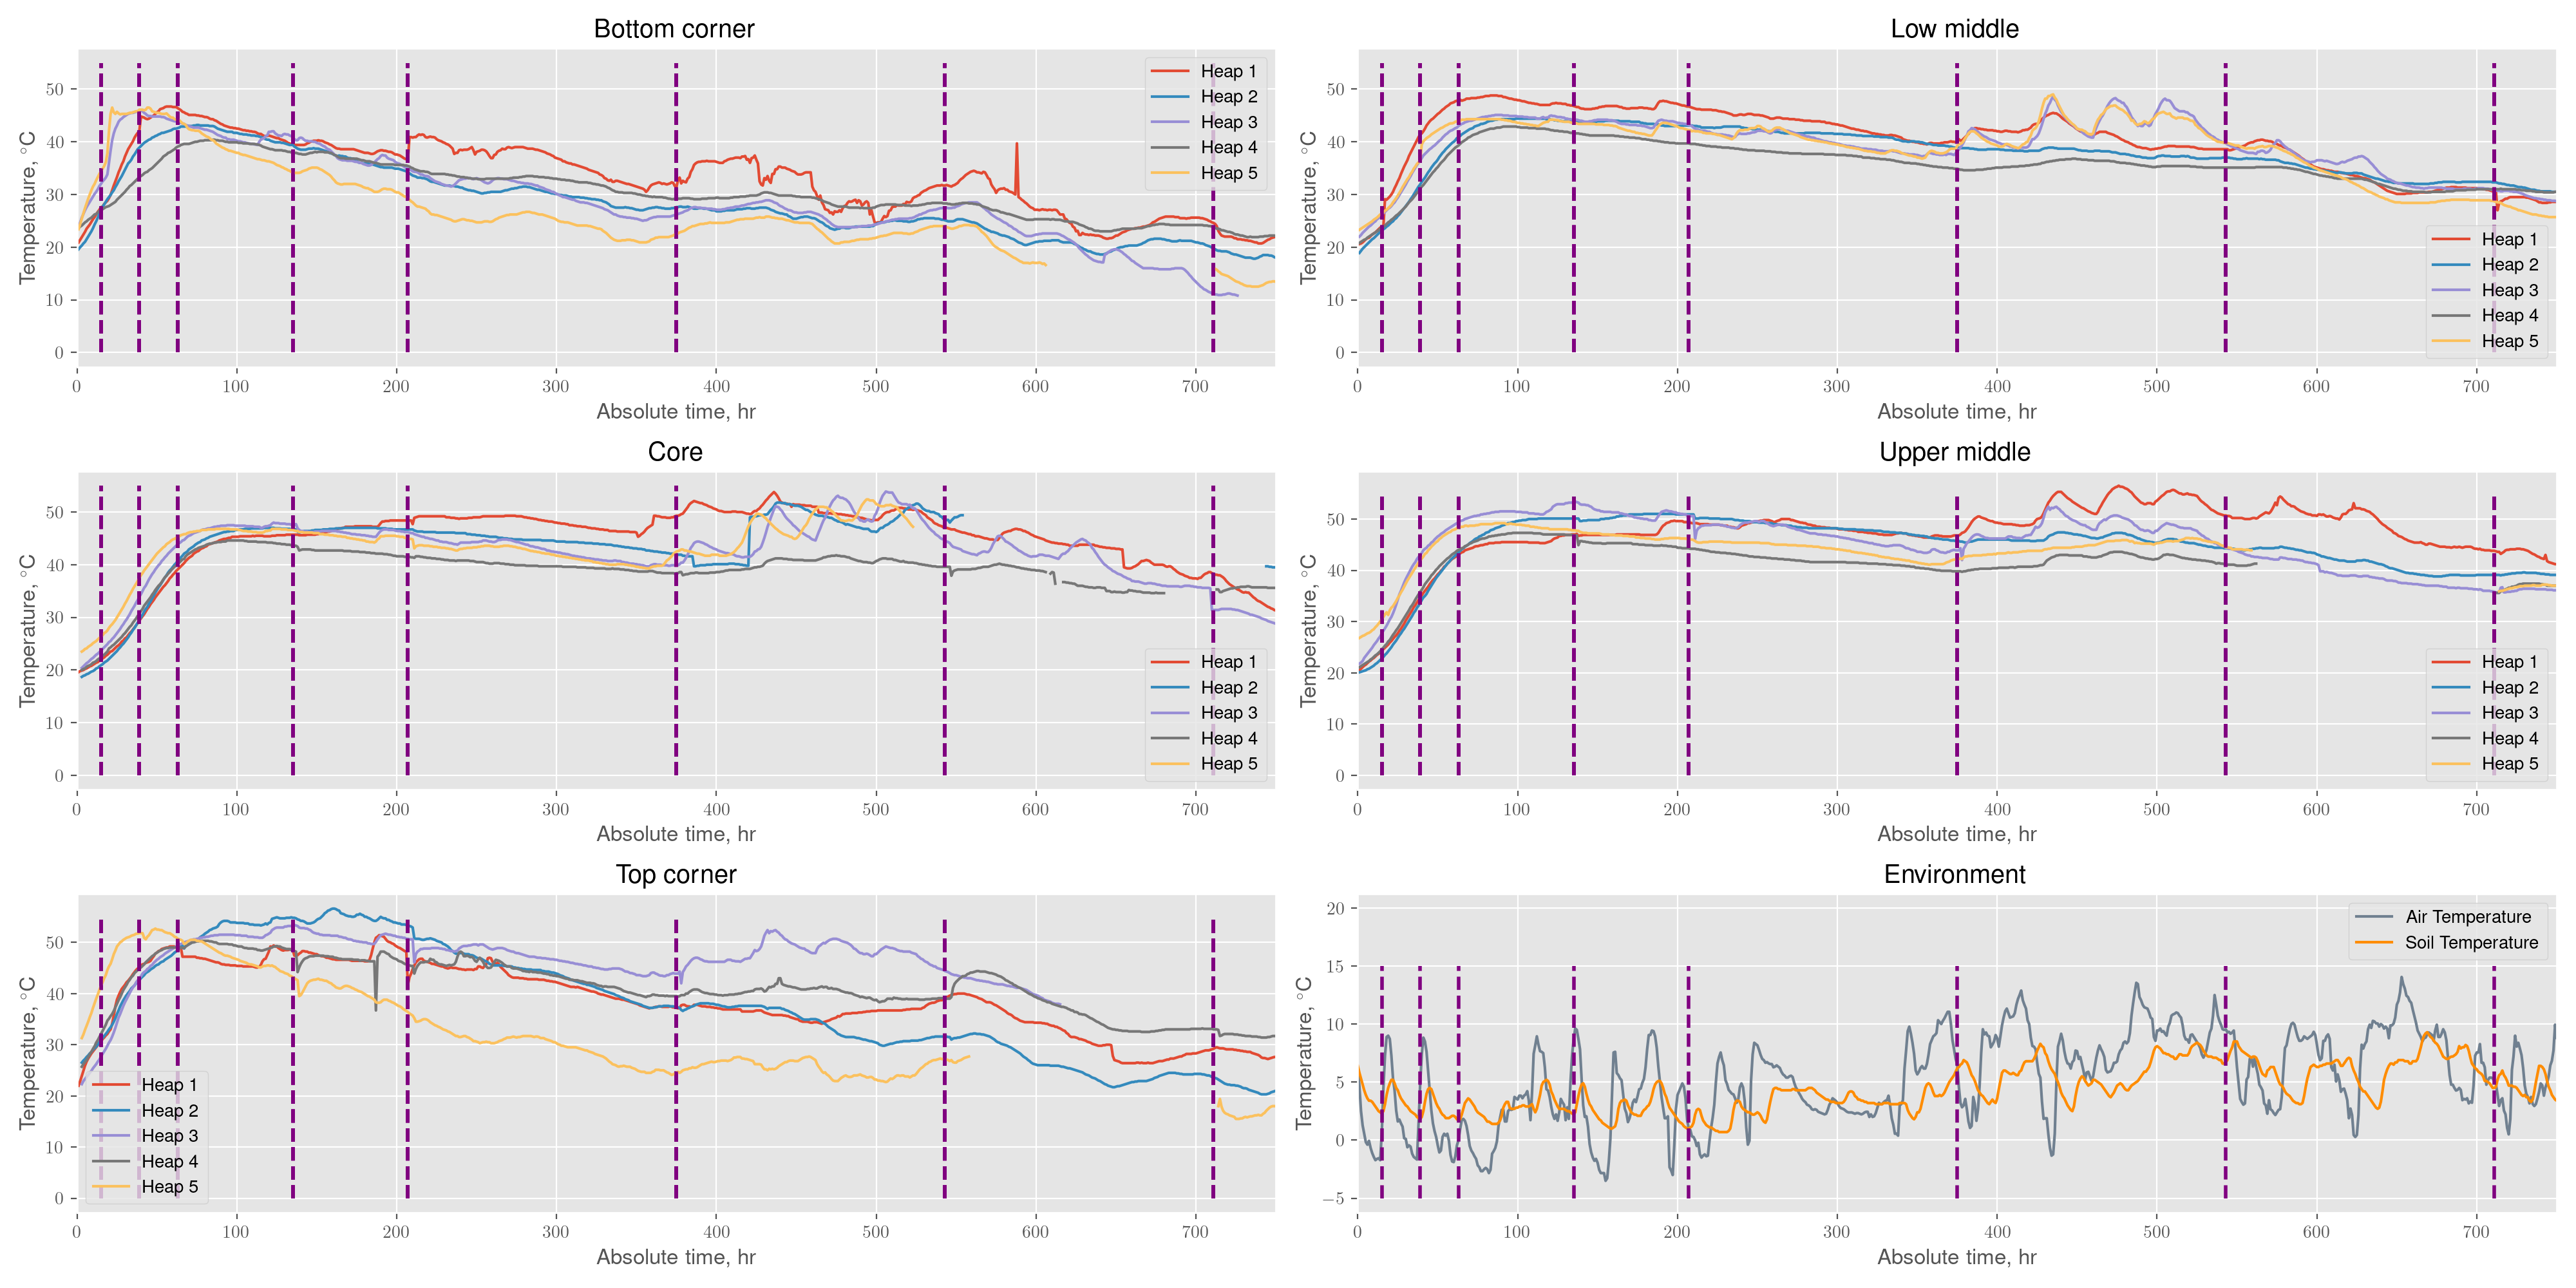 Bottom corner
Temperature, °C
50
40
30
20
10
0
Heap 1
Heap 2
Heap 3
Heap 4
Heap 5
0 100 200 300 400 500 600 700
Absolute time, hr
Low middle
Temperature, °C
50
40
30
20
10
0
Heap 1
Heap 2
Heap 3
Heap 4
Heap 5
0 100 200 300 400 500 600 700
Absolute time, hr
Core
Temperature, °C
50
40
30
20
10
0
Heap 1
Heap 2
Heap 3
Heap 4
Heap 5
0 100 200 300 400 500 600 700
Absolute time, hr
Upper middle
Temperature, °C
50
40
30
20
10
0
Heap 1
Heap 2
Heap 3
Heap 4
Heap 5
0 100 200 300 400 500 600 700
Absolute time, hr
Top corner
Temperature, °C
50
40
30
20
10
0
Heap 1
Heap 2
Heap 3
Heap 4
Heap 5
0 100 200 300 400 500 600 700
Absolute time, hr
Environment
Temperature, °C
20
15
10
5
0
−5
Air Temperature
Soil Temperature
0 100 200 300 400 500 600 700
Absolute time, hr